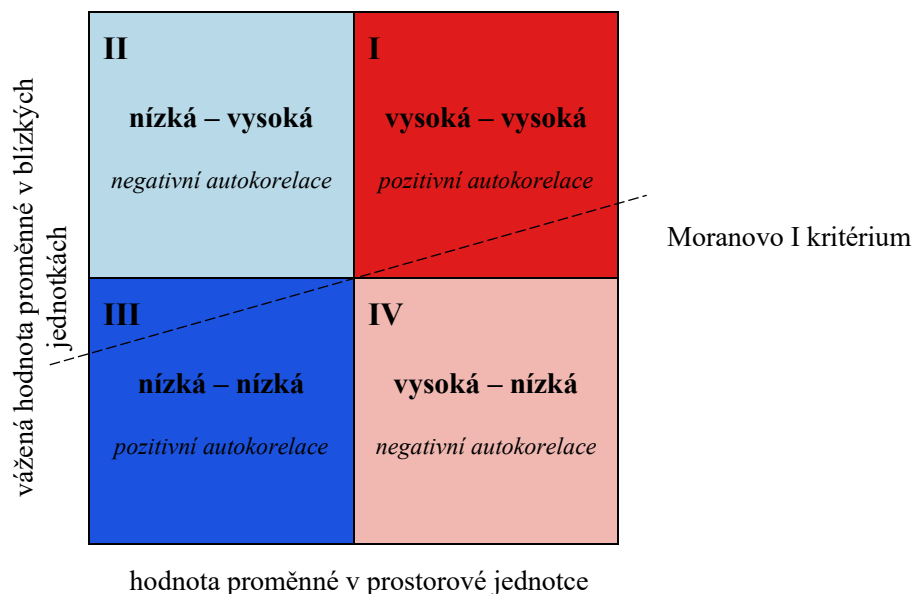 II
nízká – vysoká
negativní autokorelace
I
vysoká – vysoká
pozitivní autokorelace
Moranovo I kritérium
vážená hodnota proměnné v blízkých
jednotkách
III
nízká – nízká
pozitivní autokorelace
IV
vysoká – nízká
negativní autokorelace
hodnota proměnné v prostorové jednotce